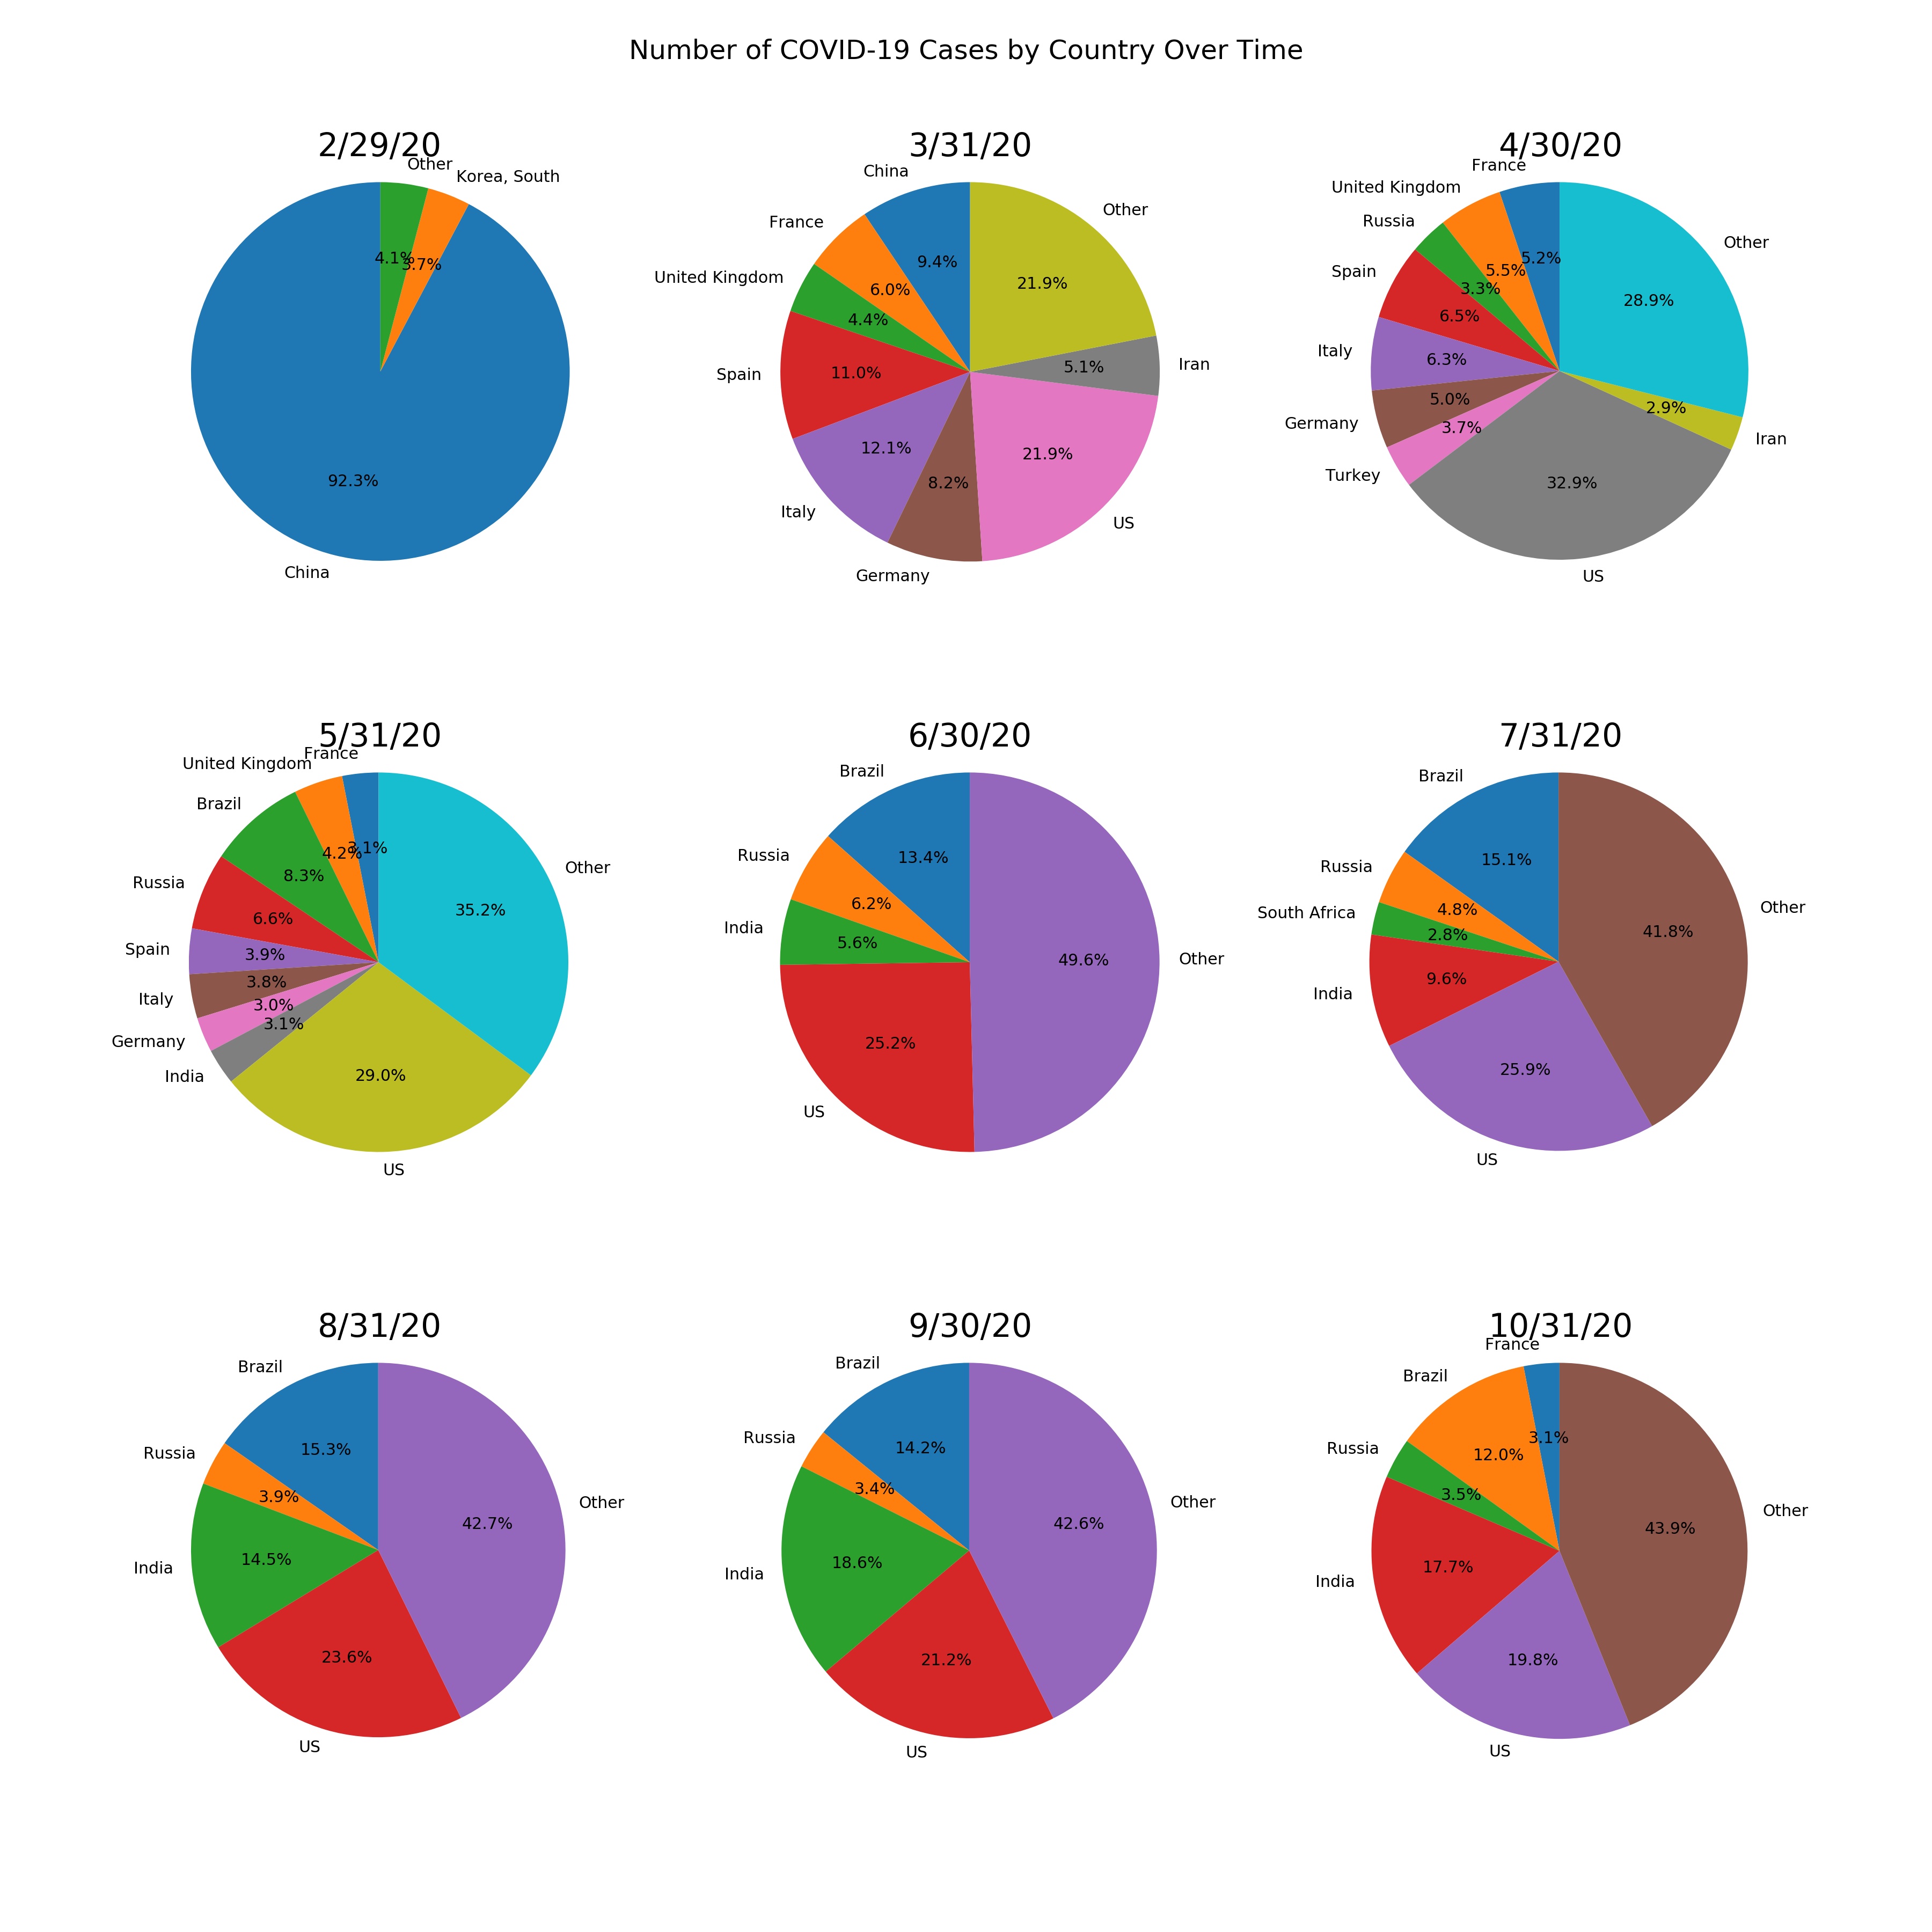 Number of COVID-19 Cases by Country Over Time
2/29/20
Other
Korea, South
4.1%
3.7%
92.3%
China
3/31/20
China
Other
France
United Kingdom
9.4%
21.9%
6.0%
4.4%
Iran
5.1%
Spain
11.0%
12.1%
21.9%
8.2%
Italy
US
Germany
4/30/20
France
United Kingdom
Russia
Other
Spain
5.2%
5.5%
3.3%
28.9%
6.5%
Italy
6.3%
5.0%
2.9%
Germany
3.7%
Iran
Turkey
32.9%
US
5/31/20
France
United Kingdom
Brazil
3.1%
4.2%
Other
8.3%
Russia
35.2%
6.6%
Spain
3.9%
3.8%
Italy
3.0%
3.1%
Germany
India
29.0%
US
6/30/20
Brazil
Russia
13.4%
6.2%
India
5.6%
Other
49.6%
25.2%
US
7/31/20
Brazil
Russia
15.1%
South Africa
4.8%
Other
2.8%
41.8%
India
9.6%
25.9%
US
8/31/20
Brazil
Russia
15.3%
3.9%
Other
42.7%
India
14.5%
23.6%
US
9/30/20
Brazil
Russia
14.2%
3.4%
Other
42.6%
India
18.6%
21.2%
US
10/31/20
France
Brazil
Russia
3.1%
12.0%
3.5%
Other
43.9%
India
17.7%
19.8%
US